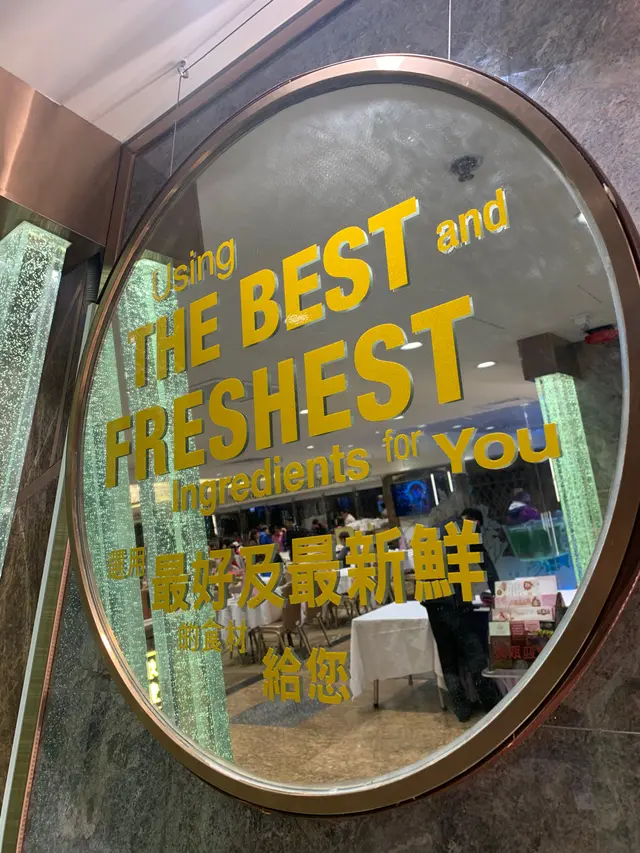 Using
THE BEST and
FRESHEST
Ingredients for You
選用 最好及最新鮮
的食材
給您